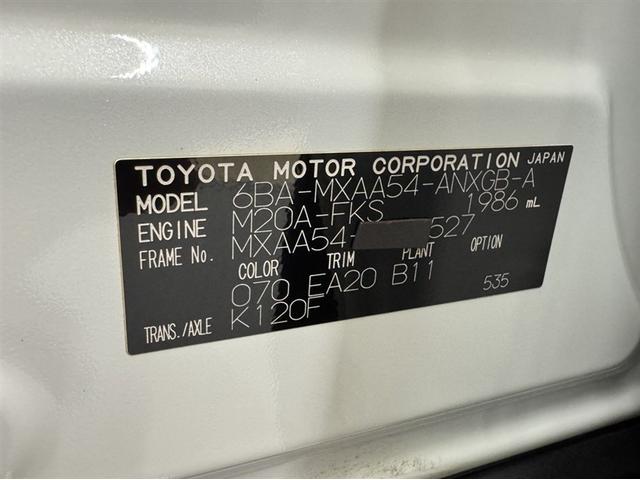 TOYOTA MOTOR CORPORATION JAPAN
MODEL 6BA-MXAA54-ANXGB-A
ENGINE M20A-FKS 1986 mL
FRAME No. MXAA54- 527
COLOR TRIM PLANT OPTION
070 EA20 B11 535
TRANS./AXLE K120F